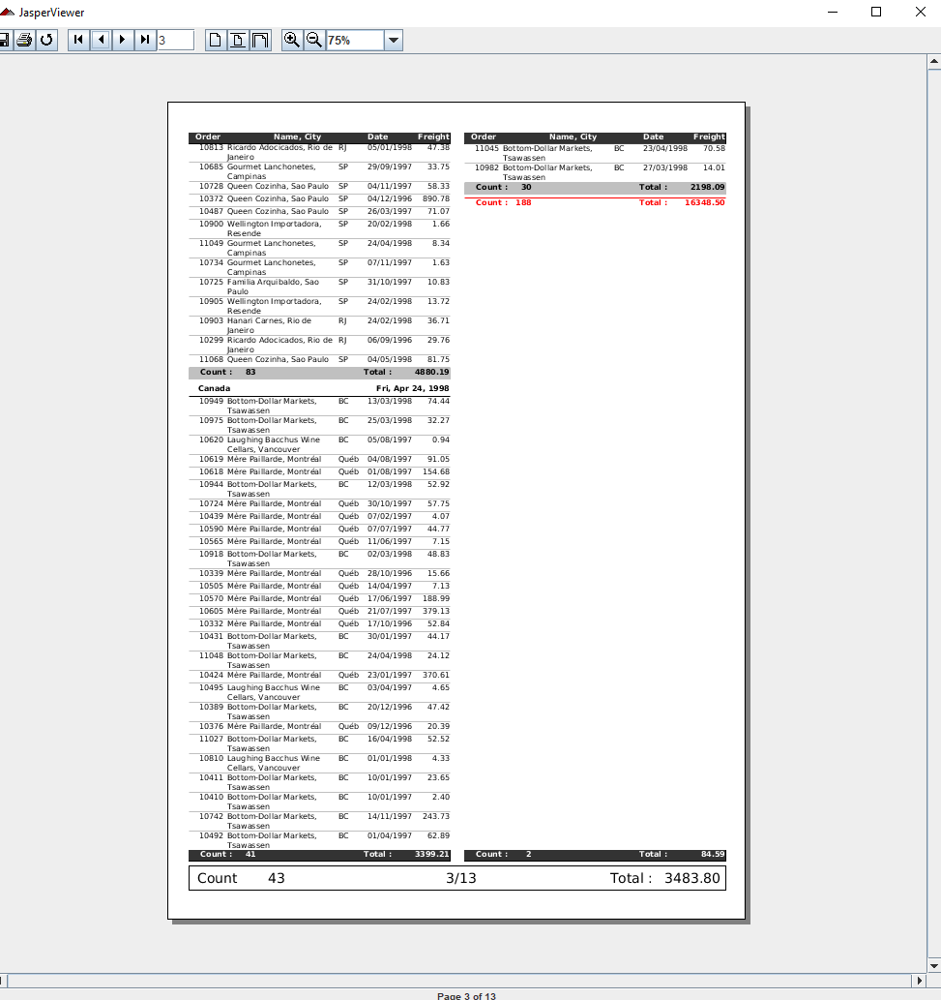 JasperViewer
3
75%
Order Name, City Date Freight
10813 Ricardo Adocicados, Rio de RJ 05/01/1998 47.38
Janeiro
10685 Gourmet Lanchonetes, SP 29/09/1997 33.75
Campinas
10728 Queen Cozinha, Sao Paulo SP 04/11/1997 58.33
10372 Queen Cozinha, Sao Paulo SP 04/12/1996 890.78
10487 Queen Cozinha, Sao Paulo SP 26/03/1997 71.07
10900 Wellington Importadora, SP 20/02/1998 1.66
Resende
11049 Gourmet Lanchonetes, SP 24/04/1998 8.34
Campinas
10734 Gourmet Lanchonetes, SP 07/11/1997 1.63
Campinas
10725 Familia Arquibaldo, Sao SP 31/10/1997 10.83
Paulo
10905 Wellington Importadora, SP 24/02/1998 13.72
Resende
10903 Hanari Carnes, Rio de RJ 24/02/1998 36.71
Janeiro
10299 Ricardo Adocicados, Rio de RJ 06/09/1996 29.76
Janeiro
11068 Queen Cozinha, Sao Paulo SP 04/05/1998 81.75
Count : 83 Total : 4880.19
Canada Fri, Apr 24, 1998
10949 Bottom-Dollar Markets, BC 13/03/1998 74.44
Tsawassen
10975 Bottom-Dollar Markets, BC 25/03/1998 32.27
Tsawassen
10620 Laughing Bacchus Wine BC 05/08/1997 0.94
Cellars, Vancouver
10619 Mère Paillarde, Montréal Québ 04/08/1997 91.05
10618 Mère Paillarde, Montréal Québ 01/08/1997 154.68
10944 Bottom-Dollar Markets, BC 12/03/1998 52.92
Tsawassen
10724 Mère Paillarde, Montréal Québ 30/10/1997 57.75
10439 Mère Paillarde, Montréal Québ 07/02/1997 4.07
10590 Mère Paillarde, Montréal Québ 07/07/1997 44.77
10565 Mère Paillarde, Montréal Québ 11/06/1997 7.15
10918 Bottom-Dollar Markets, BC 02/03/1998 48.83
Tsawassen
10339 Mère Paillarde, Montréal Québ 28/10/1996 15.66
10505 Mère Paillarde, Montréal Québ 14/04/1997 7.13
10570 Mère Paillarde, Montréal Québ 17/06/1997 188.99
10605 Mère Paillarde, Montréal Québ 21/07/1997 379.13
10332 Mère Paillarde, Montréal Québ 17/10/1996 52.84
10431 Bottom-Dollar Markets, BC 30/01/1997 44.17
Tsawassen
11048 Bottom-Dollar Markets, BC 24/04/1998 24.12
Tsawassen
10424 Mère Paillarde, Montréal Québ 23/01/1997 370.61
10495 Laughing Bacchus Wine BC 03/04/1997 4.65
Cellars, Vancouver
10389 Bottom-Dollar Markets, BC 20/12/1996 47.42
Tsawassen
10376 Mère Paillarde, Montréal Québ 09/12/1996 20.39
11027 Bottom-Dollar Markets, BC 16/04/1998 52.52
Tsawassen
10810 Laughing Bacchus Wine BC 01/01/1998 4.33
Cellars, Vancouver
10411 Bottom-Dollar Markets, BC 10/01/1997 23.65
Tsawassen
10410 Bottom-Dollar Markets, BC 10/01/1997 2.40
Tsawassen
10742 Bottom-Dollar Markets, BC 14/11/1997 243.73
Tsawassen
10492 Bottom-Dollar Markets, BC 01/04/1997 62.89
Tsawassen
Count : 41 Total : 3399.21
Order Name, City Date Freight
11045 Bottom-Dollar Markets, BC 23/04/1998 70.58
Tsawassen
10982 Bottom-Dollar Markets, BC 27/03/1998 14.01
Tsawassen
Count : 30 Total : 2198.09
Count : 188 Total : 16348.50
Count : 2 Total : 84.59
Count 43 3/13 Total : 3483.80
Page 3 of 13